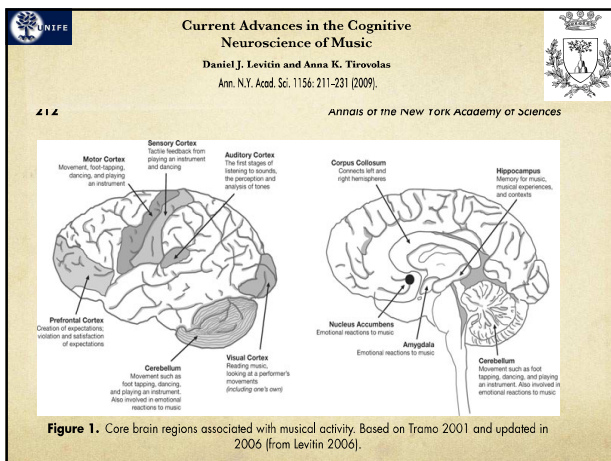 UNIFE
Current Advances in the Cognitive
Neuroscience of Music
Daniel J. Levitin and Anna K. Tirovolas
Ann. N.Y. Acad. Sci. 1156: 211–231 (2009).
212
Annals of the New York Academy of Sciences
Sensory Cortex
Tactile feedback from
playing an instrument
and dancing
Motor Cortex
Movement, foot-tapping,
dancing, and playing
an instrument
Auditory Cortex
The first stages of
listening to sounds,
the perception and
analysis of tones
Prefrontal Cortex
Creation of expectations;
violation and satisfaction
of expectations
Cerebellum
Movement such as
foot tapping, dancing,
and playing an instrument.
Also involved in emotional
reactions to music
Visual Cortex
Reading music,
looking at a performer's
movements
(including one's own)
Corpus Collosum
Connects left and
right hemispheres
Hippocampus
Memory for music,
musical experiences,
and contexts
Nucleus Accumbens
Emotional reactions to music
Amygdala
Emotional reactions to music
Cerebellum
Movement such as foot
tapping, dancing, and playing
an instrument. Also involved in
emotional reactions to music
Figure 1. Core brain regions associated with musical activity. Based on Tramo 2001 and updated in
2006 (from Levitin 2006).